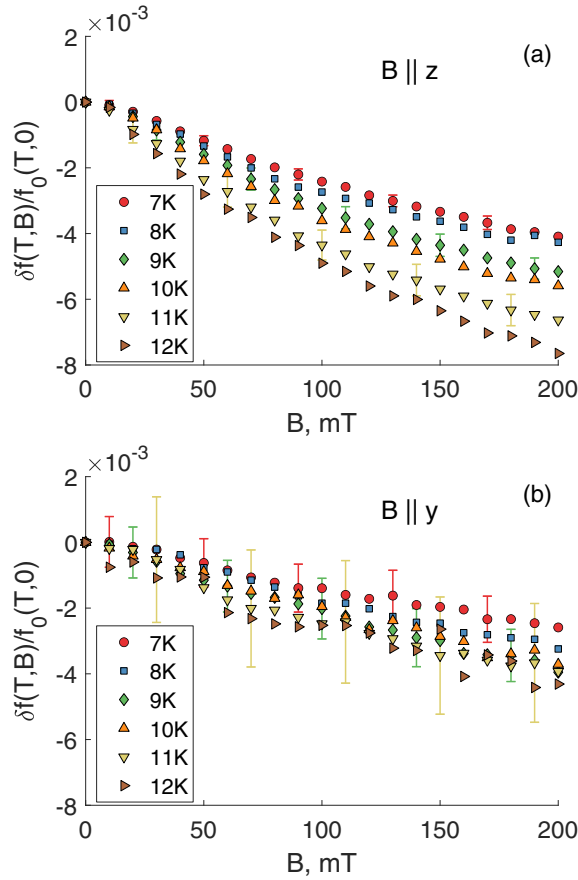 × 10⁻³
(a)
B || z
2
0
-2
-4
-6
-8
δf(T,B)/f₀(T,0)
7K
8K
9K
10K
11K
12K
0 50 100 150 200
B, mT
× 10⁻³
(b)
B || y
2
0
-2
-4
-6
-8
δf(T,B)/f₀(T,0)
7K
8K
9K
10K
11K
12K
0 50 100 150 200
B, mT